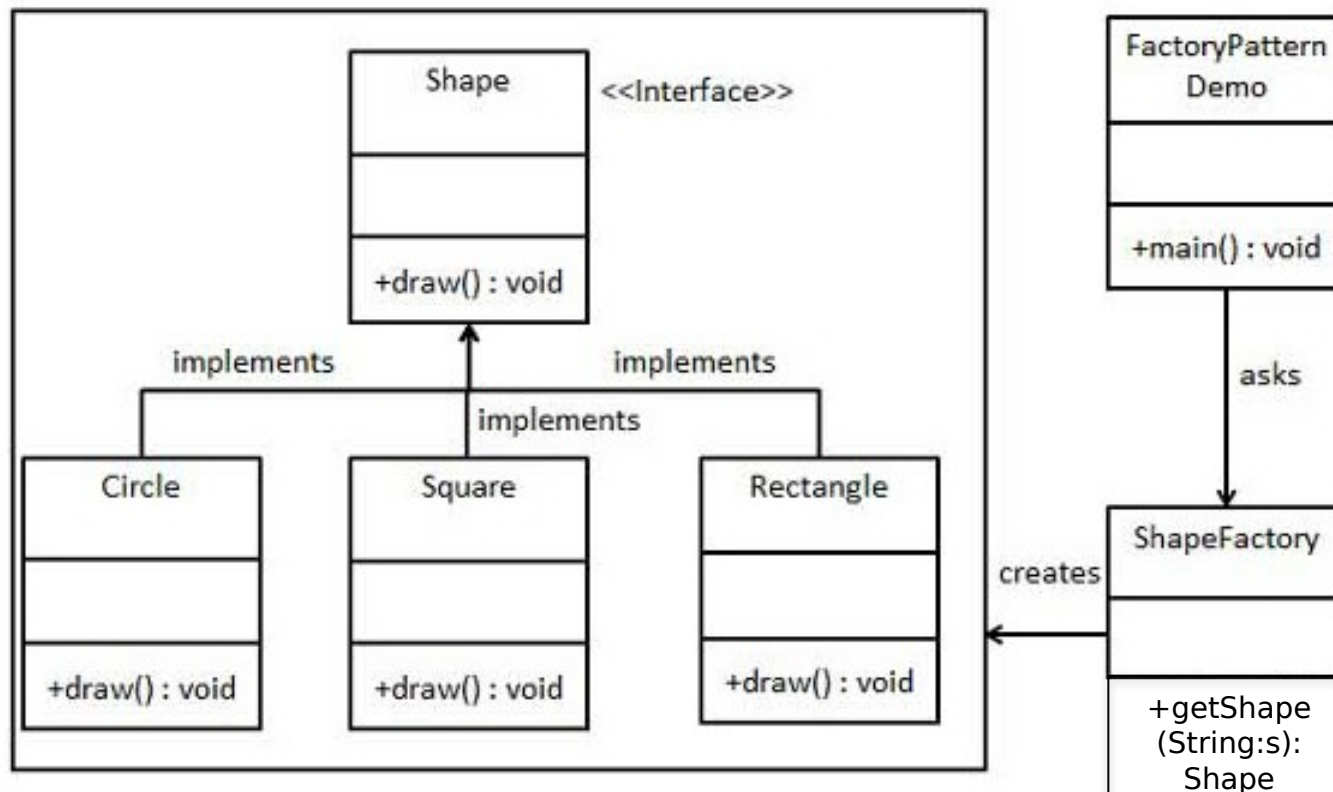 Shape
<<Interface>>
+draw() : void
implements
implements
implements
Circle
+draw() : void
Square
+draw() : void
Rectangle
+draw() : void
FactoryPattern
Demo
+main() : void
asks
ShapeFactory
creates
+getShape
(String:s):
Shape